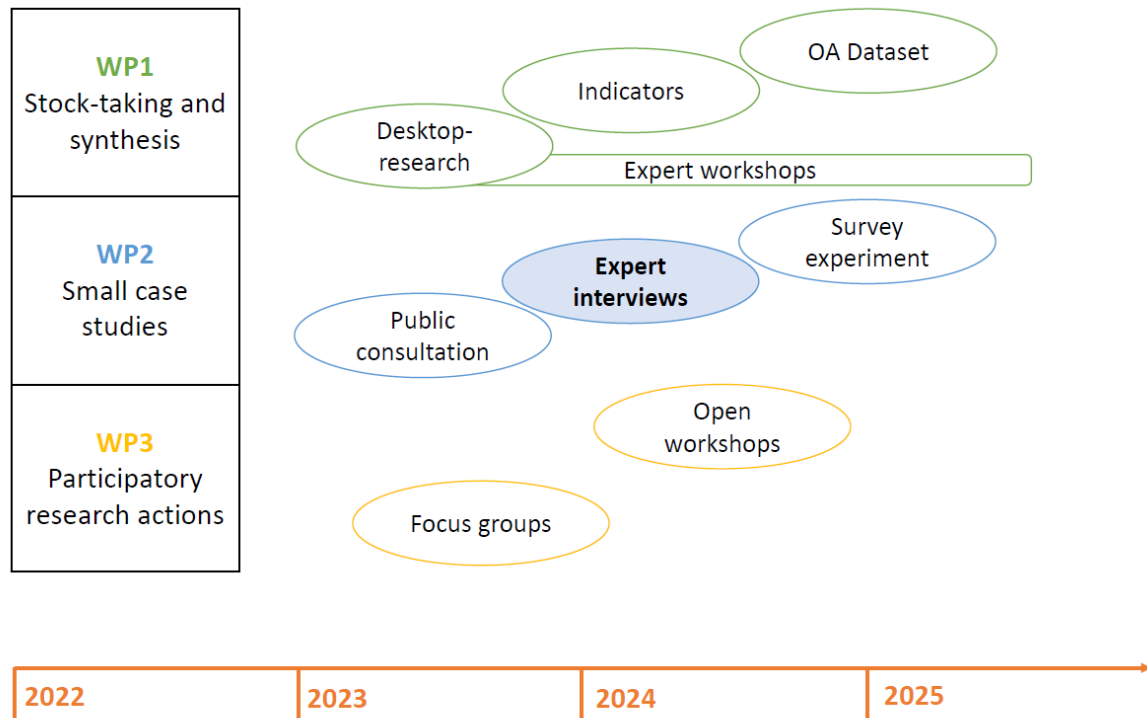 WP1
Stock-taking and
synthesis
OA Dataset
Indicators
Desktop-
research
Expert workshops
WP2
Small case
studies
Survey
experiment
Expert
interviews
Public
consultation
WP3
Participatory
research actions
Open
workshops
Focus groups
2022
2023
2024
2025